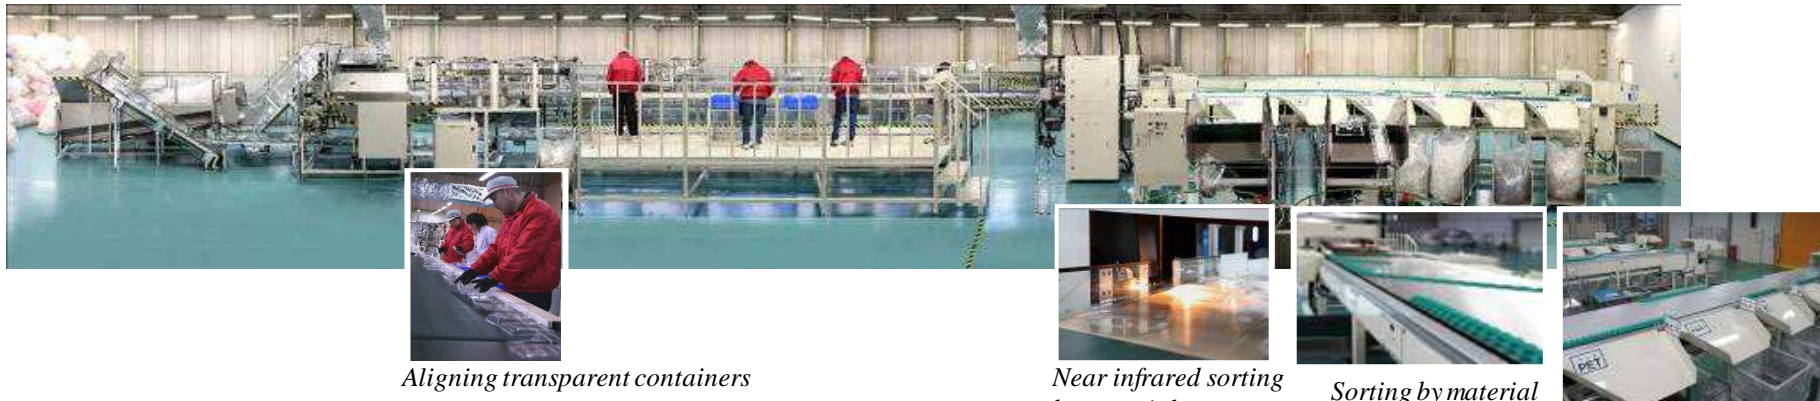 PET
Aligning transparent containers
Near infrared sorting
Sorting by material